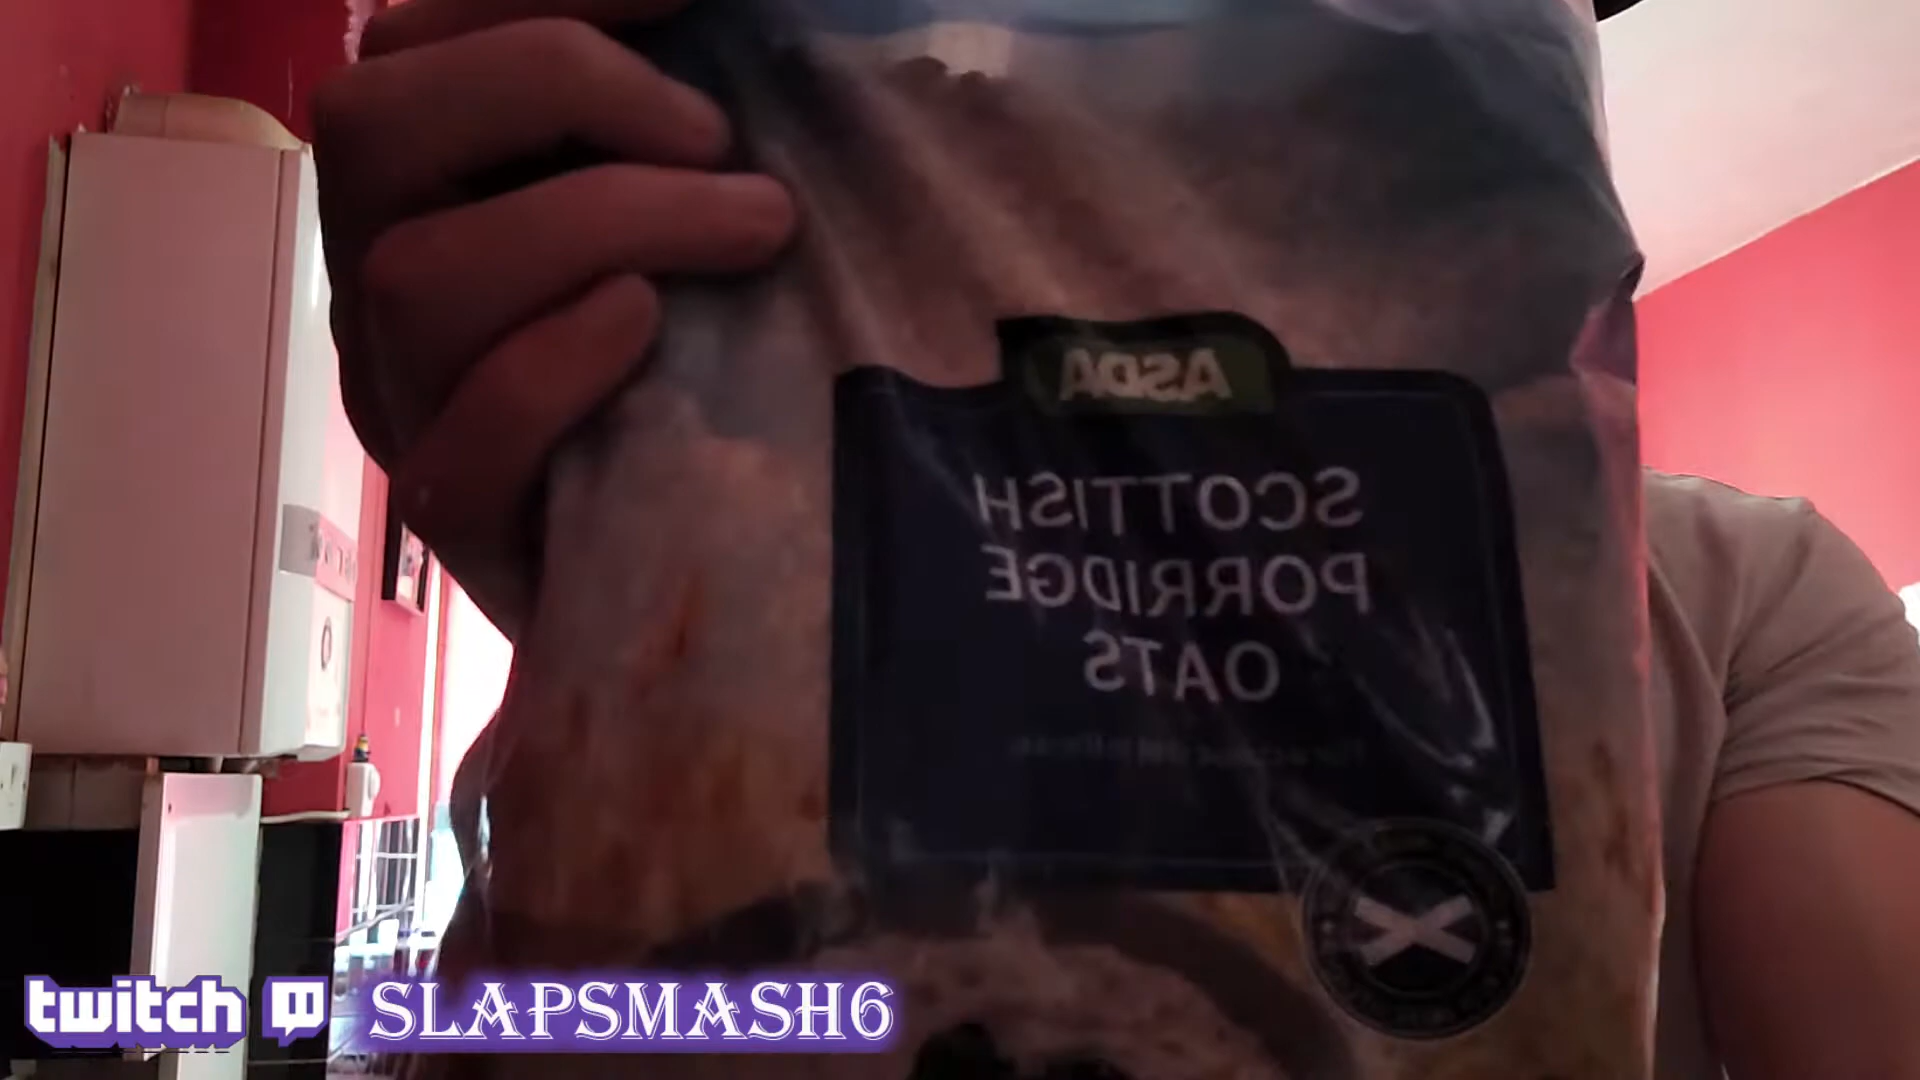 ASDA
SCOTTISH
PORRIDGE
OATS
twitch SLAPSMASH6